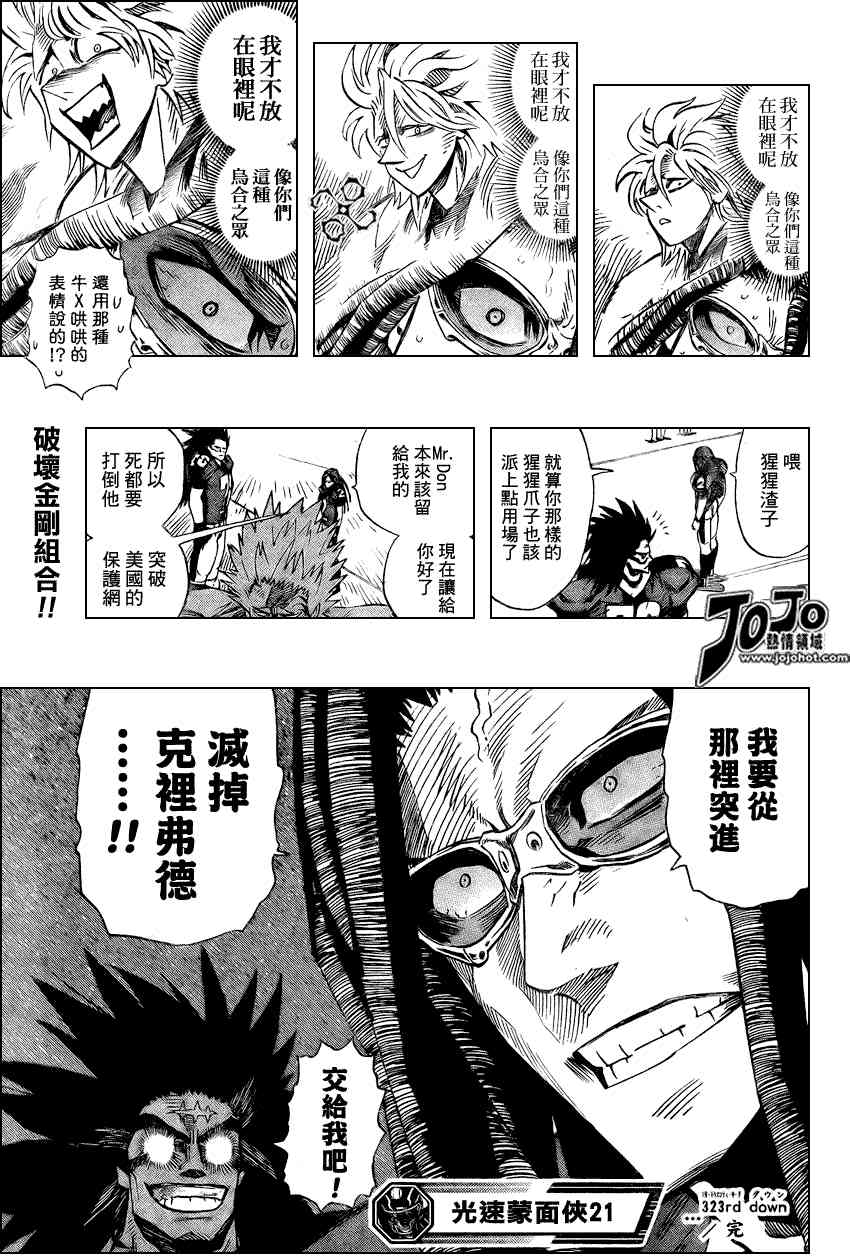 我才不放
在眼裡呢
像你們這種
烏合之眾
我才不放
在眼裡呢
像你們這種
烏合之眾
我才不放
在眼裡呢
像你們
這種
烏合之眾
還用那種
牛X哄哄的
表情說的!?
喂
猩猩渣子
就算你那樣的
猩猩爪子也該
派上點用場了
Mr.Don
本來該留
給我的
現在讓給
你好了
所以
死都要
打倒他
突破
美國的
保護網
破壞金剛組合!!
JOJO
熱情領域
www.jojohot.com
我要從
那裡突進
滅掉
克裡弗德
……!!
交給我吧!
光速蒙面俠21
323rd down
…/完